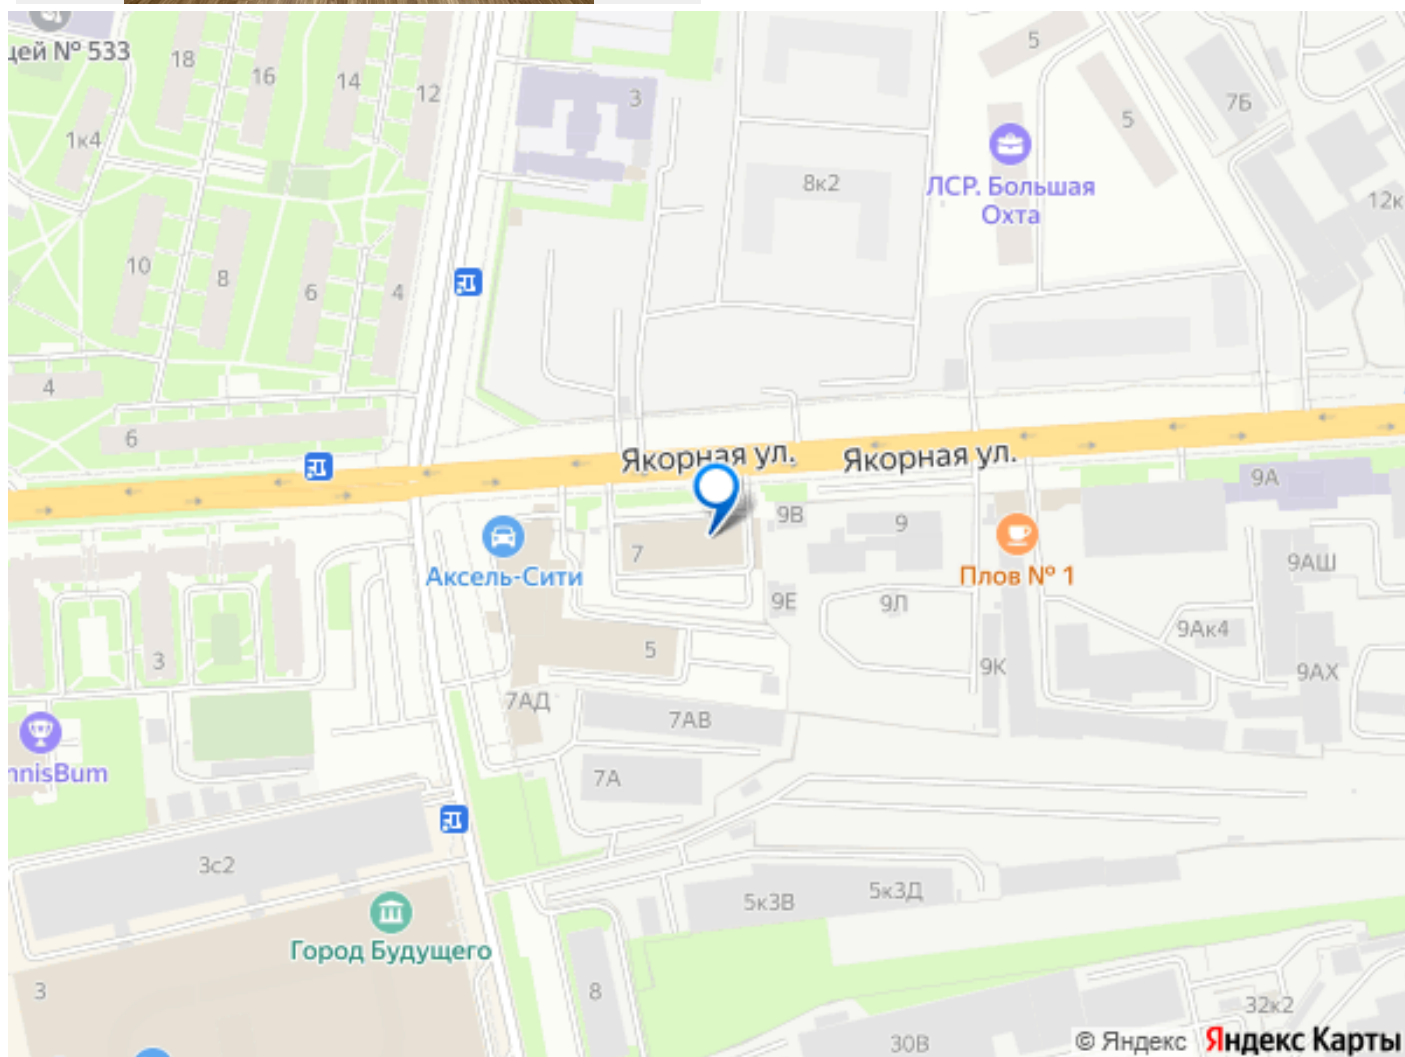 цей № 533
18
16
14
12
3
5
5
7Б
1к4
8к2
ЛСР. Большая
Охта
12к
10
8
6
4
4
6
Якорная ул.
Якорная ул.
9А
9В
9
7
Аксель-Сити
Плов № 1
9АШ
9Е
9Л
9Ак4
3
5
9К
9АХ
7АД
7АВ
nnisBum
7А
3с2
5к3В
5к3Д
Город Будущего
3
8
32к2
30В
© Яндекс Яндекс Карты